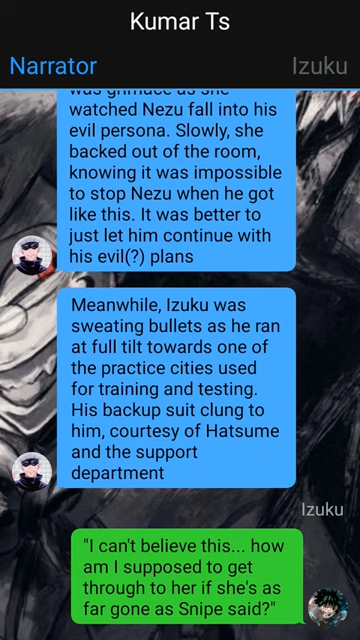 Kumar Ts
Narrator
Izuku
was grimace as she
watched Nezu fall into his
evil persona. Slowly, she
backed out of the room,
knowing it was impossible
to stop Nezu when he got
like this. It was better to
just let him continue with
his evil(?) plans
Meanwhile, Izuku was
sweating bullets as he ran
at full tilt towards one of
the practice cities used
for training and testing.
His backup suit clung to
him, courtesy of Hatsume
and the support
department
Izuku
"I can't believe this... how
am I supposed to get
through to her if she's as
far gone as Snipe said?"